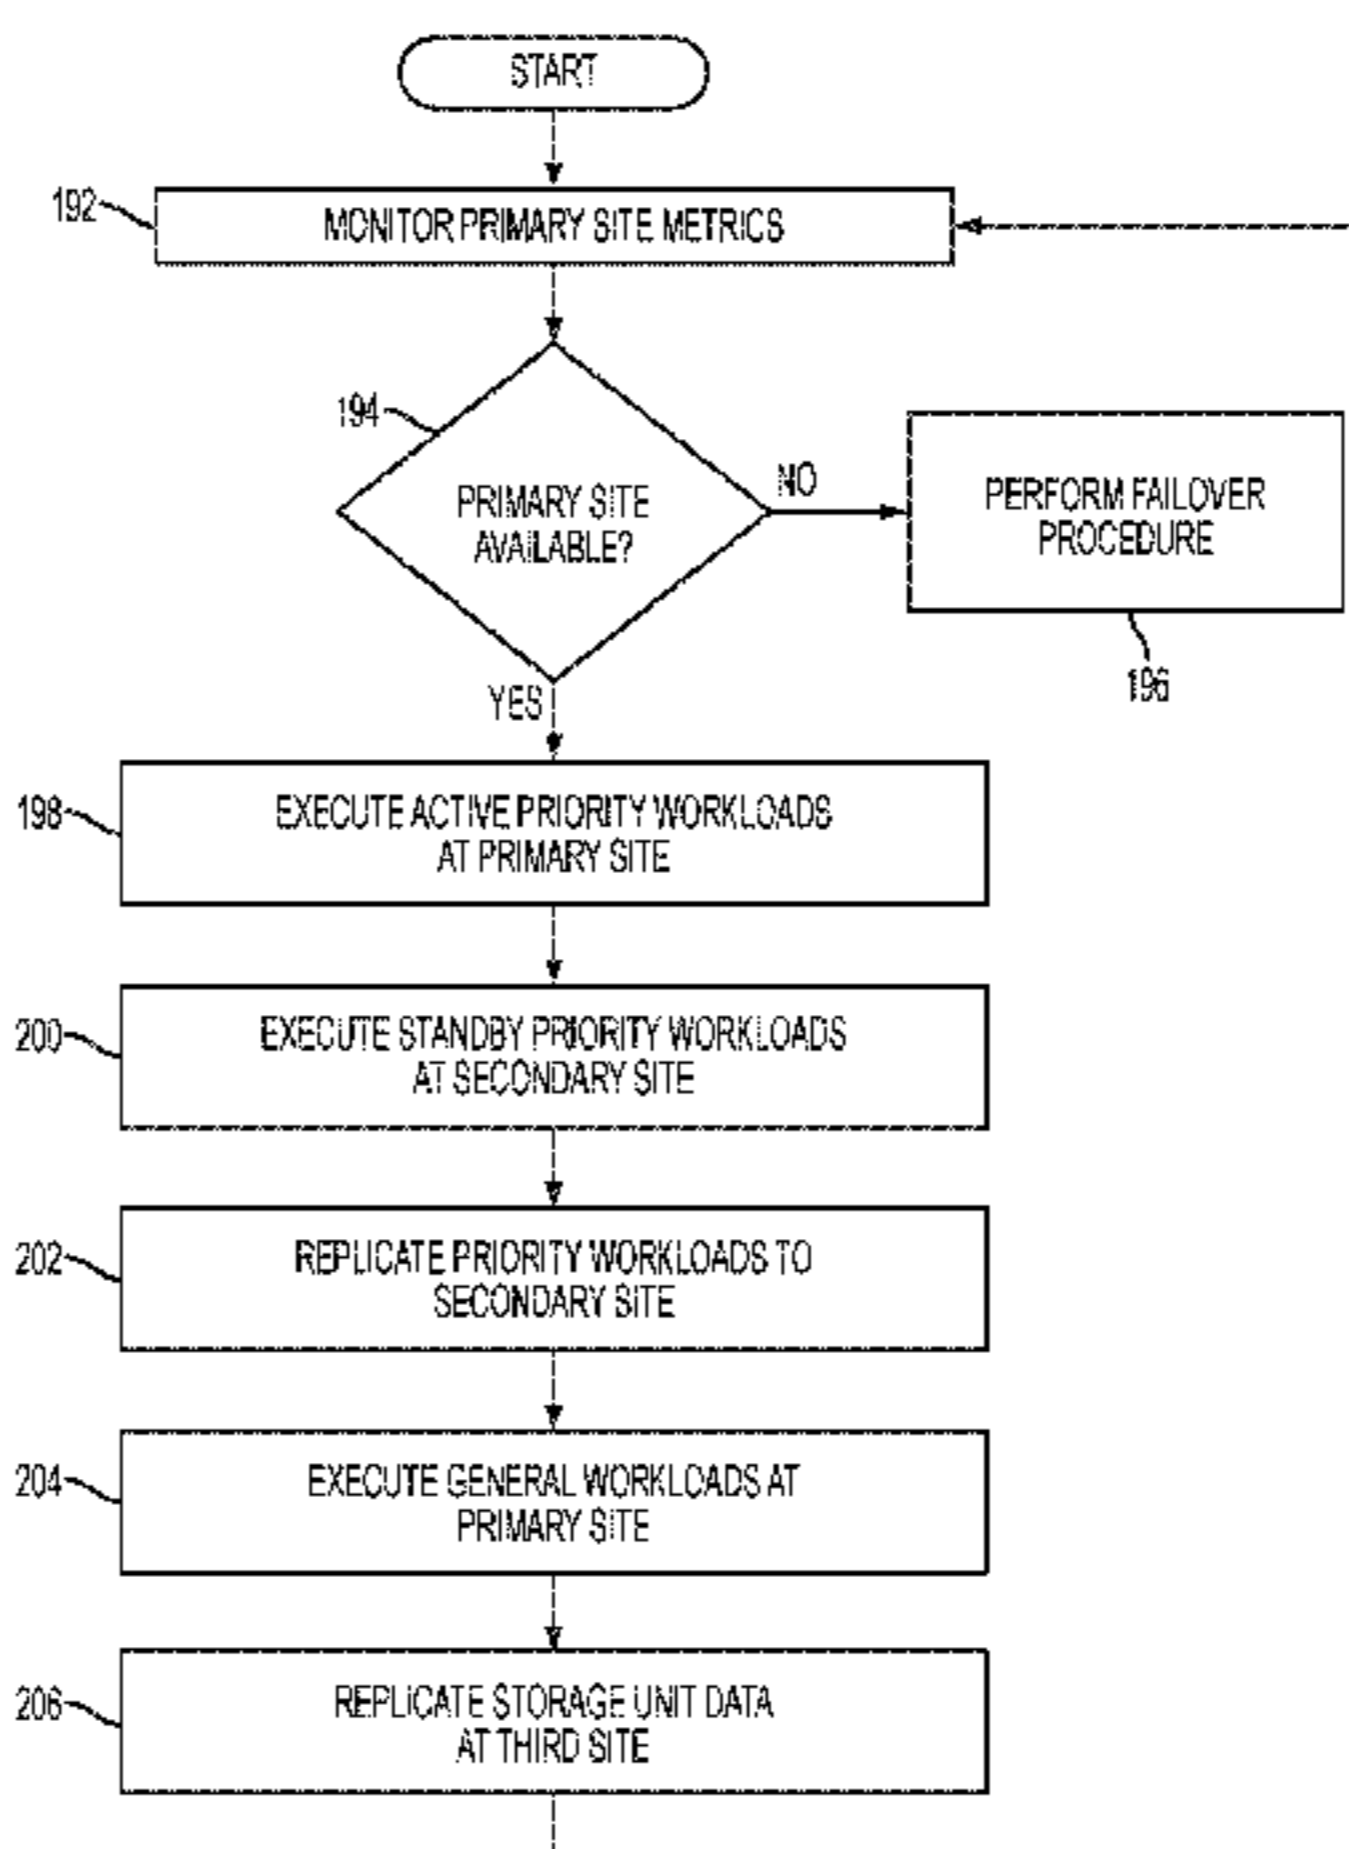 START
192
MONITOR PRIMARY SITE METRICS
194
PRIMARY SITE
AVAILABLE?
NO
PERFORM FAILOVER
PROCEDURE
196
YES
198
EXECUTE ACTIVE PRIORITY WORKLOADS
AT PRIMARY SITE
200
EXECUTE STANDBY PRIORITY WORKLOADS
AT SECONDARY SITE
202
REPLICATE PRIORITY WORKLOADS TO
SECONDARY SITE
204
EXECUTE GENERAL WORKLOADS AT
PRIMARY SITE
206
REPLICATE STORAGE UNIT DATA
AT THIRD SITE